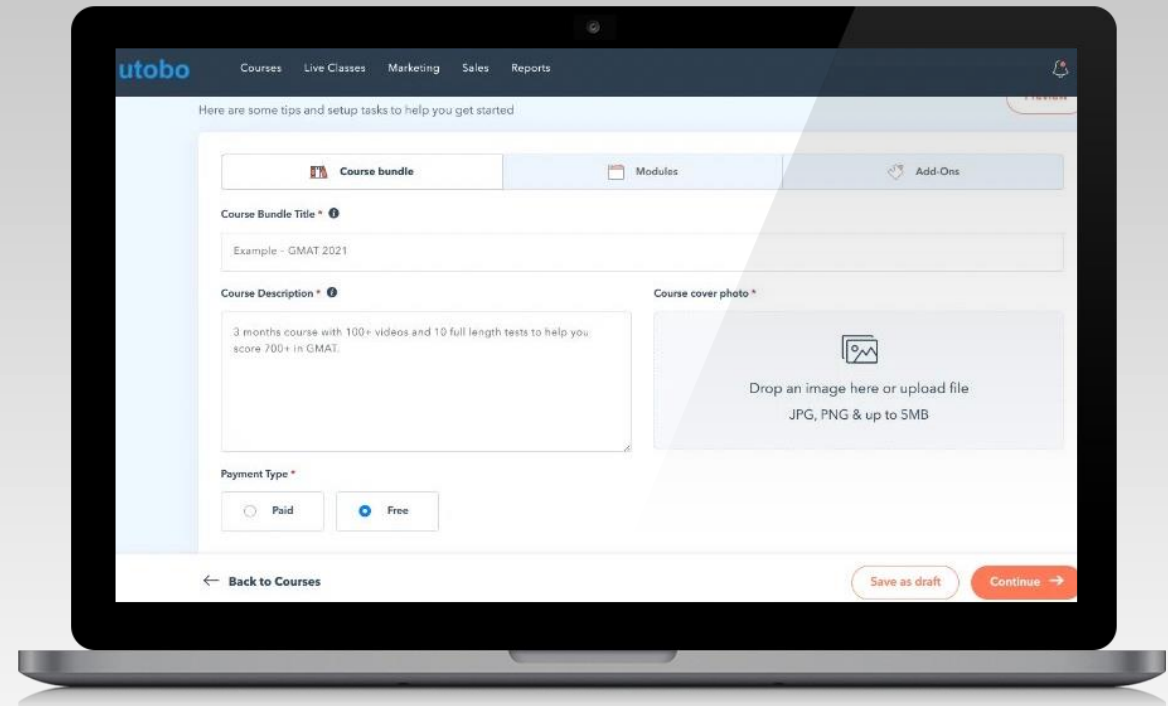 utobo
Courses Live Classes Marketing Sales Reports
Here are some tips and setup tasks to help you get started
Course bundle Modules Add-Ons
Course Bundle Title *
Example - GMAT 2021
Course Description * Course cover photo *
3 months course with 100+ videos and 10 full length tests to help you
score 700+ in GMAT.
Drop an image here or upload file
JPG, PNG & up to 5MB
Payment Type *
Paid Free
← Back to Courses Save as draft Continue →